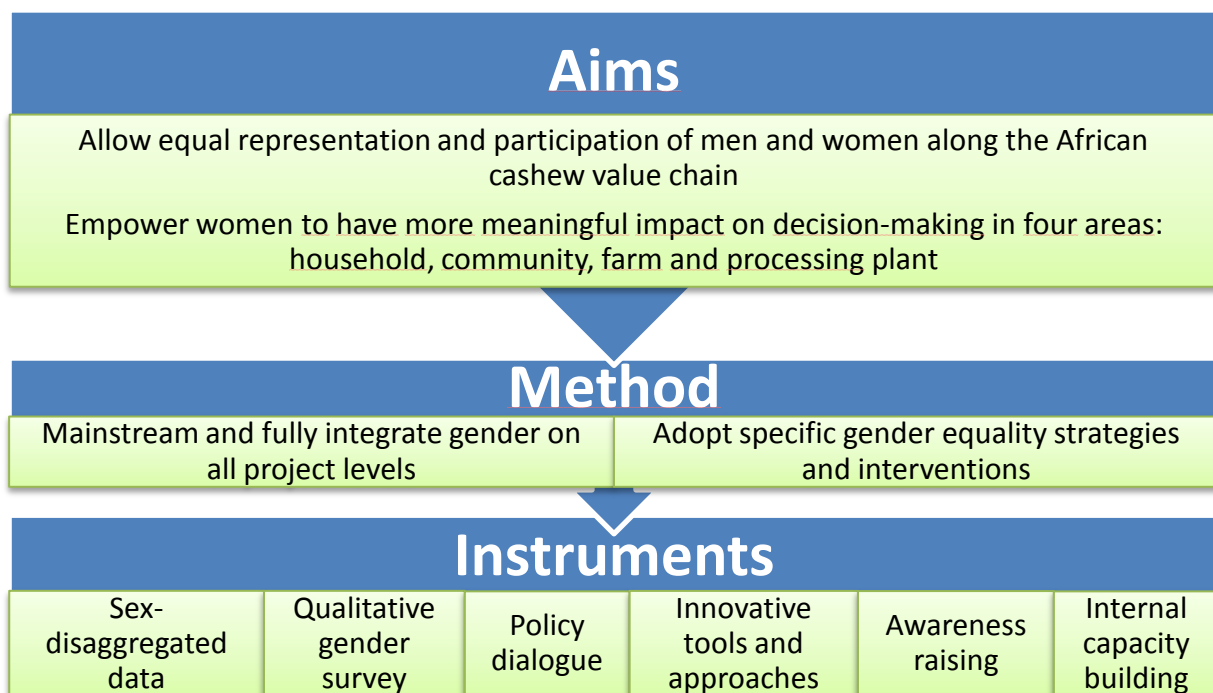 Aims
Allow equal representation and participation of men and women along the African
cashew value chain
Empower women to have more meaningful impact on decision-making in four areas:
household, community, farm and processing plant
Method
Mainstream and fully integrate gender on
all project levels
Adopt specific gender equality strategies
and interventions
Instruments
Sex-
disaggregated
data
Qualitative
gender
survey
Policy
dialogue
Innovative
tools and
approaches
Awareness
raising
Internal
capacity
building